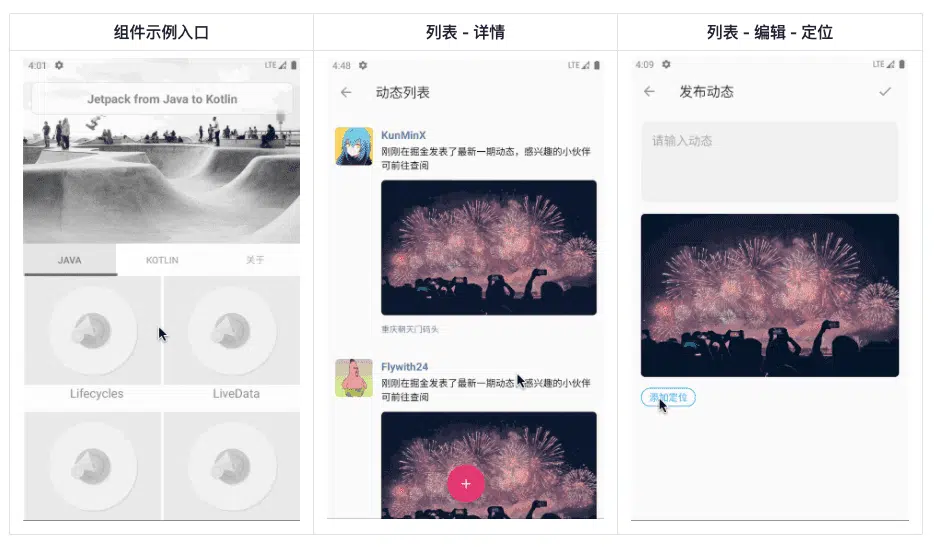 组件示例入口
列表 - 详情
列表 - 编辑 - 定位
4:01
LTE
Jetpack from Java to Kotlin
JAVA
KOTLIN
关于
Lifecycles
LiveData
4:48
LTE
动态列表
KunMinX
刚刚在掘金发表了最新一期动态，感兴趣的小伙伴
可前往查阅
重庆朝天门码头
Flywith24
刚刚在掘金发表了最新一期动态，感兴趣的小伙伴
可前往查阅
+
4:09
LTE
发布动态
请输入动态
添加定位